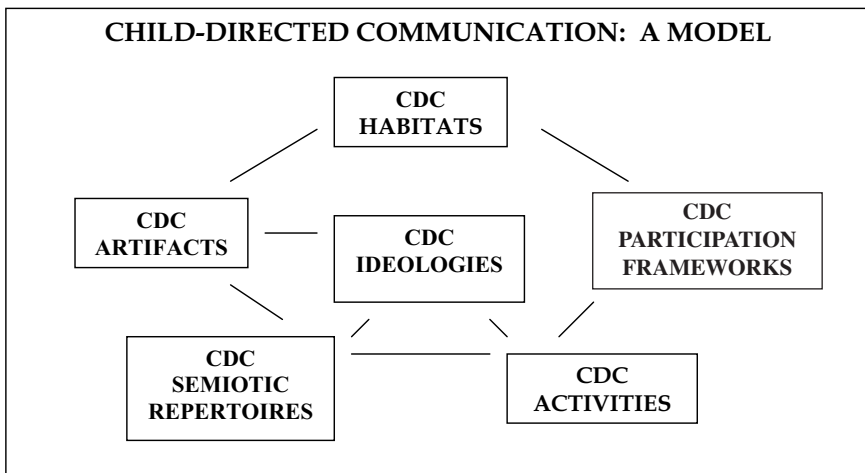 CHILD-DIRECTED COMMUNICATION: A MODEL
CDC
HABITATS
CDC
ARTIFACTS
CDC
IDEOLOGIES
CDC
PARTICIPATION
FRAMEWORKS
CDC
SEMIOTIC
REPERTOIRES
CDC
ACTIVITIES